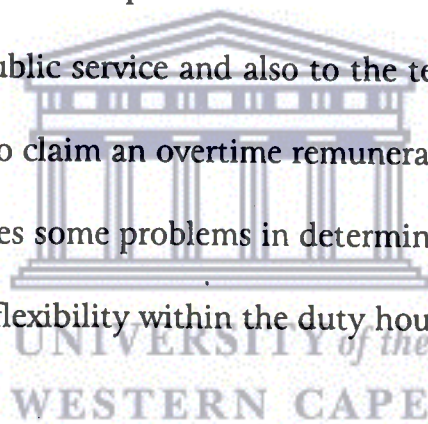 ublic service and also to the te
o claim an overtime remunera
es some problems in determin
flexibility within the duty hou
UNIVERSITY of the
WESTERN CAPE